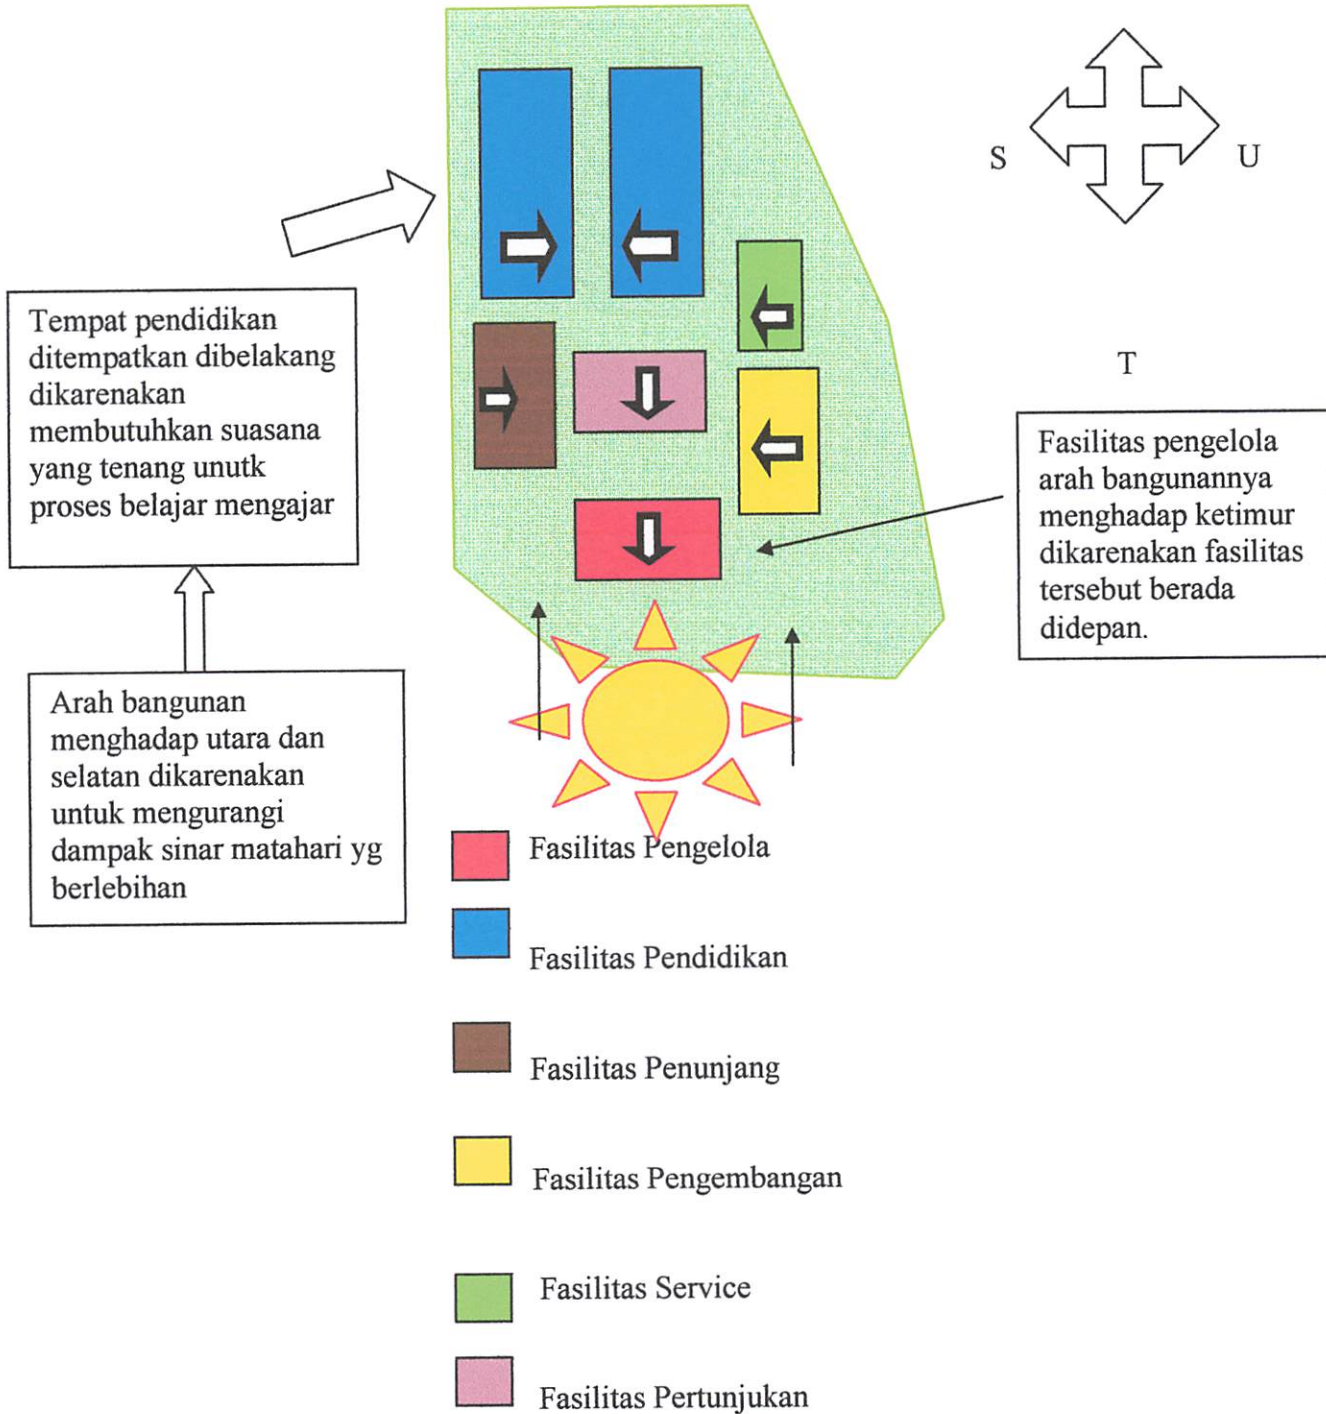 S
U
T
Tempat pendidikan
ditempatkan dibelakang
dikarenakan
membutuhkan suasana
yang tenang unutk
proses belajar mengajar
Fasilitas pengelola
arah bangunannya
menghadap ketimur
dikarenakan fasilitas
tersebut berada
didepan.
Arah bangunan
menghadap utara dan
selatan dikarenakan
untuk mengurangi
dampak sinar matahari yg
berlebihan
Fasilitas Pengelola
Fasilitas Pendidikan
Fasilitas Penunjang
Fasilitas Pengembangan
Fasilitas Service
Fasilitas Pertunjukan